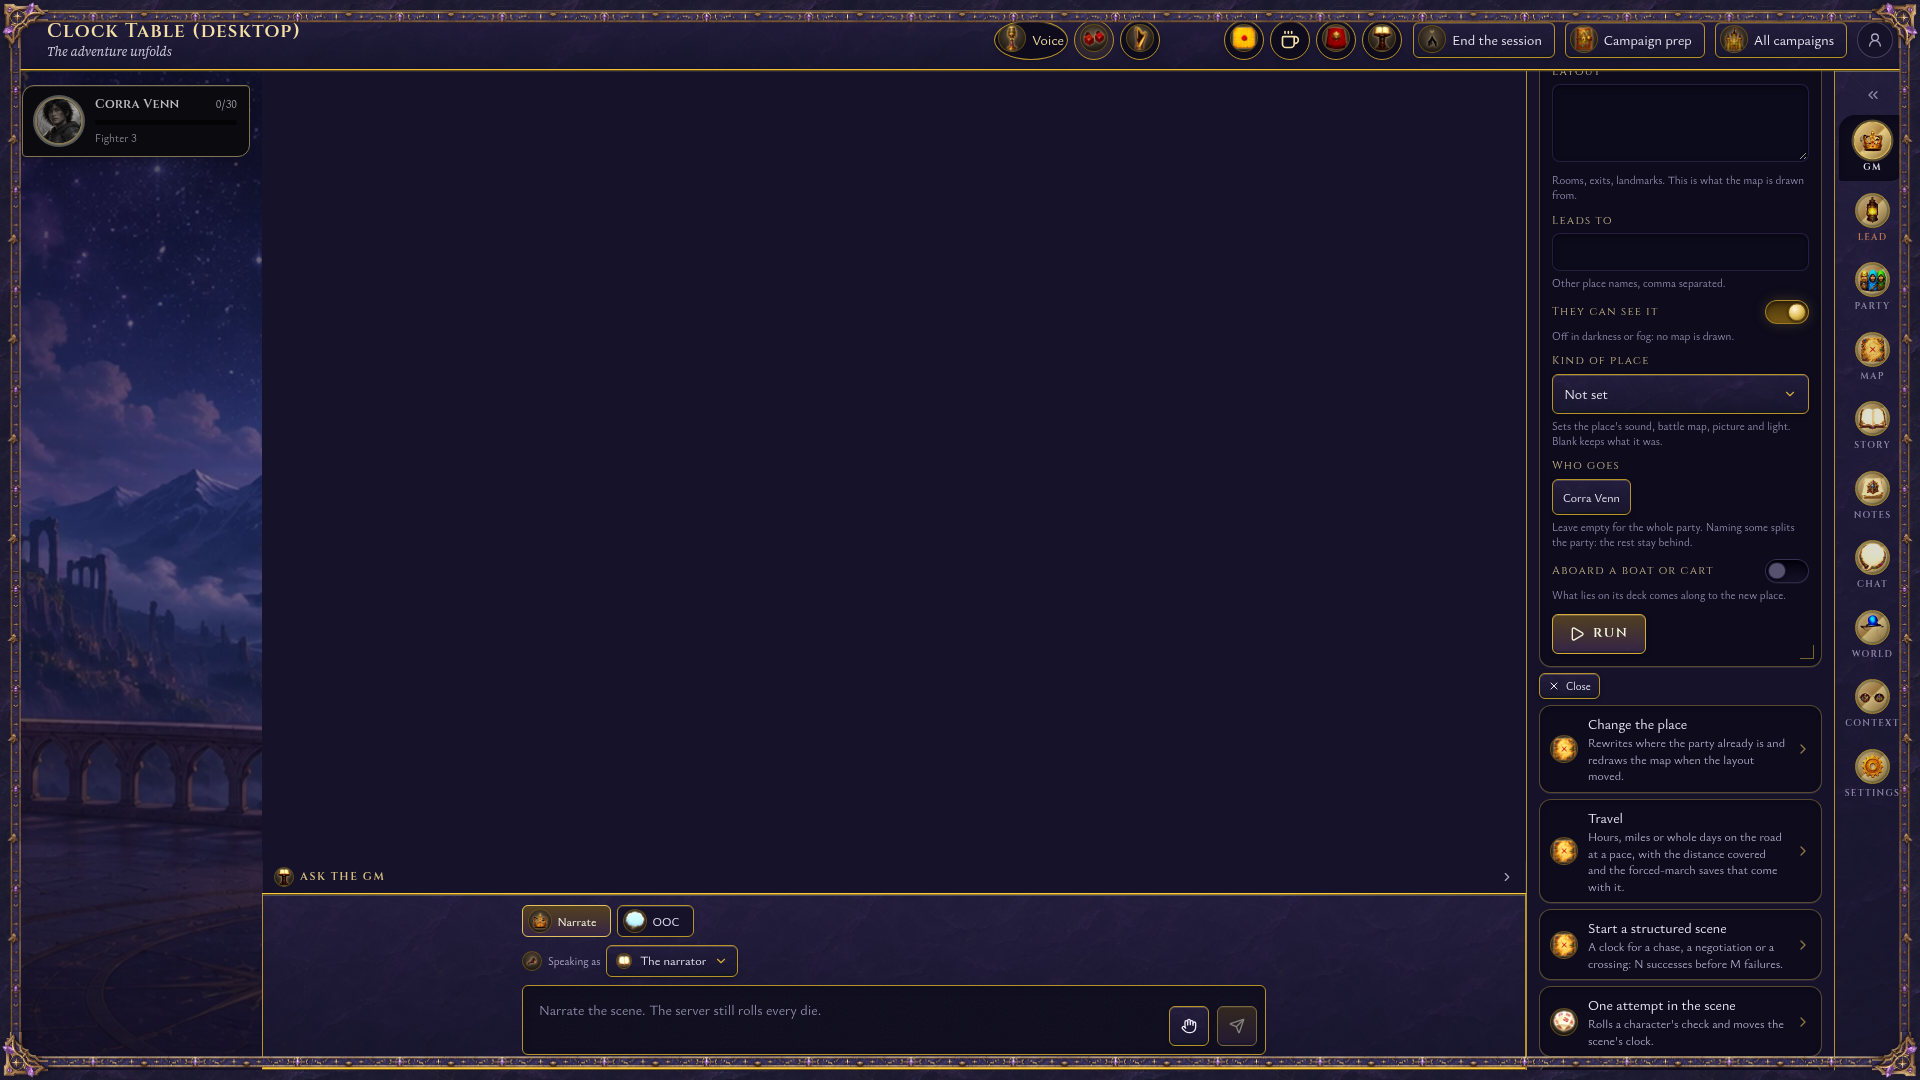 Clock Table (Desktop)
The adventure unfolds
Voice
End the session
Campaign prep
All campaigns
Corra Venn
0/30
Fighter 3
Layout
Rooms, exits, landmarks. This is what the map is drawn
from.
Leads to
Other place names, comma separated.
They can see it
Off in darkness or fog: no map is drawn.
Kind of place
Not set
Sets the place's sound, battle map, picture and light.
Blank keeps what it was.
Who goes
Corra Venn
Leave empty for the whole party. Naming some splits
the party: the rest stay behind.
Aboard a boat or cart
What lies on its deck comes along to the new place.
RUN
Close
Change the place
Rewrites where the party already is and
redraws the map when the layout
moved.
Travel
Hours, miles or whole days on the road
at a pace, with the distance covered
and the forced-march saves that come
with it.
Start a structured scene
A clock for a chase, a negotiation or a
crossing: N successes before M failures.
One attempt in the scene
Rolls a character's check and moves the
scene's clock.
GM
LEAD
PARTY
MAP
STORY
NOTES
CHAT
WORLD
CONTEXT
SETTINGS
Ask the GM
Narrate
OOC
Speaking as
The narrator
Narrate the scene. The server still rolls every die.